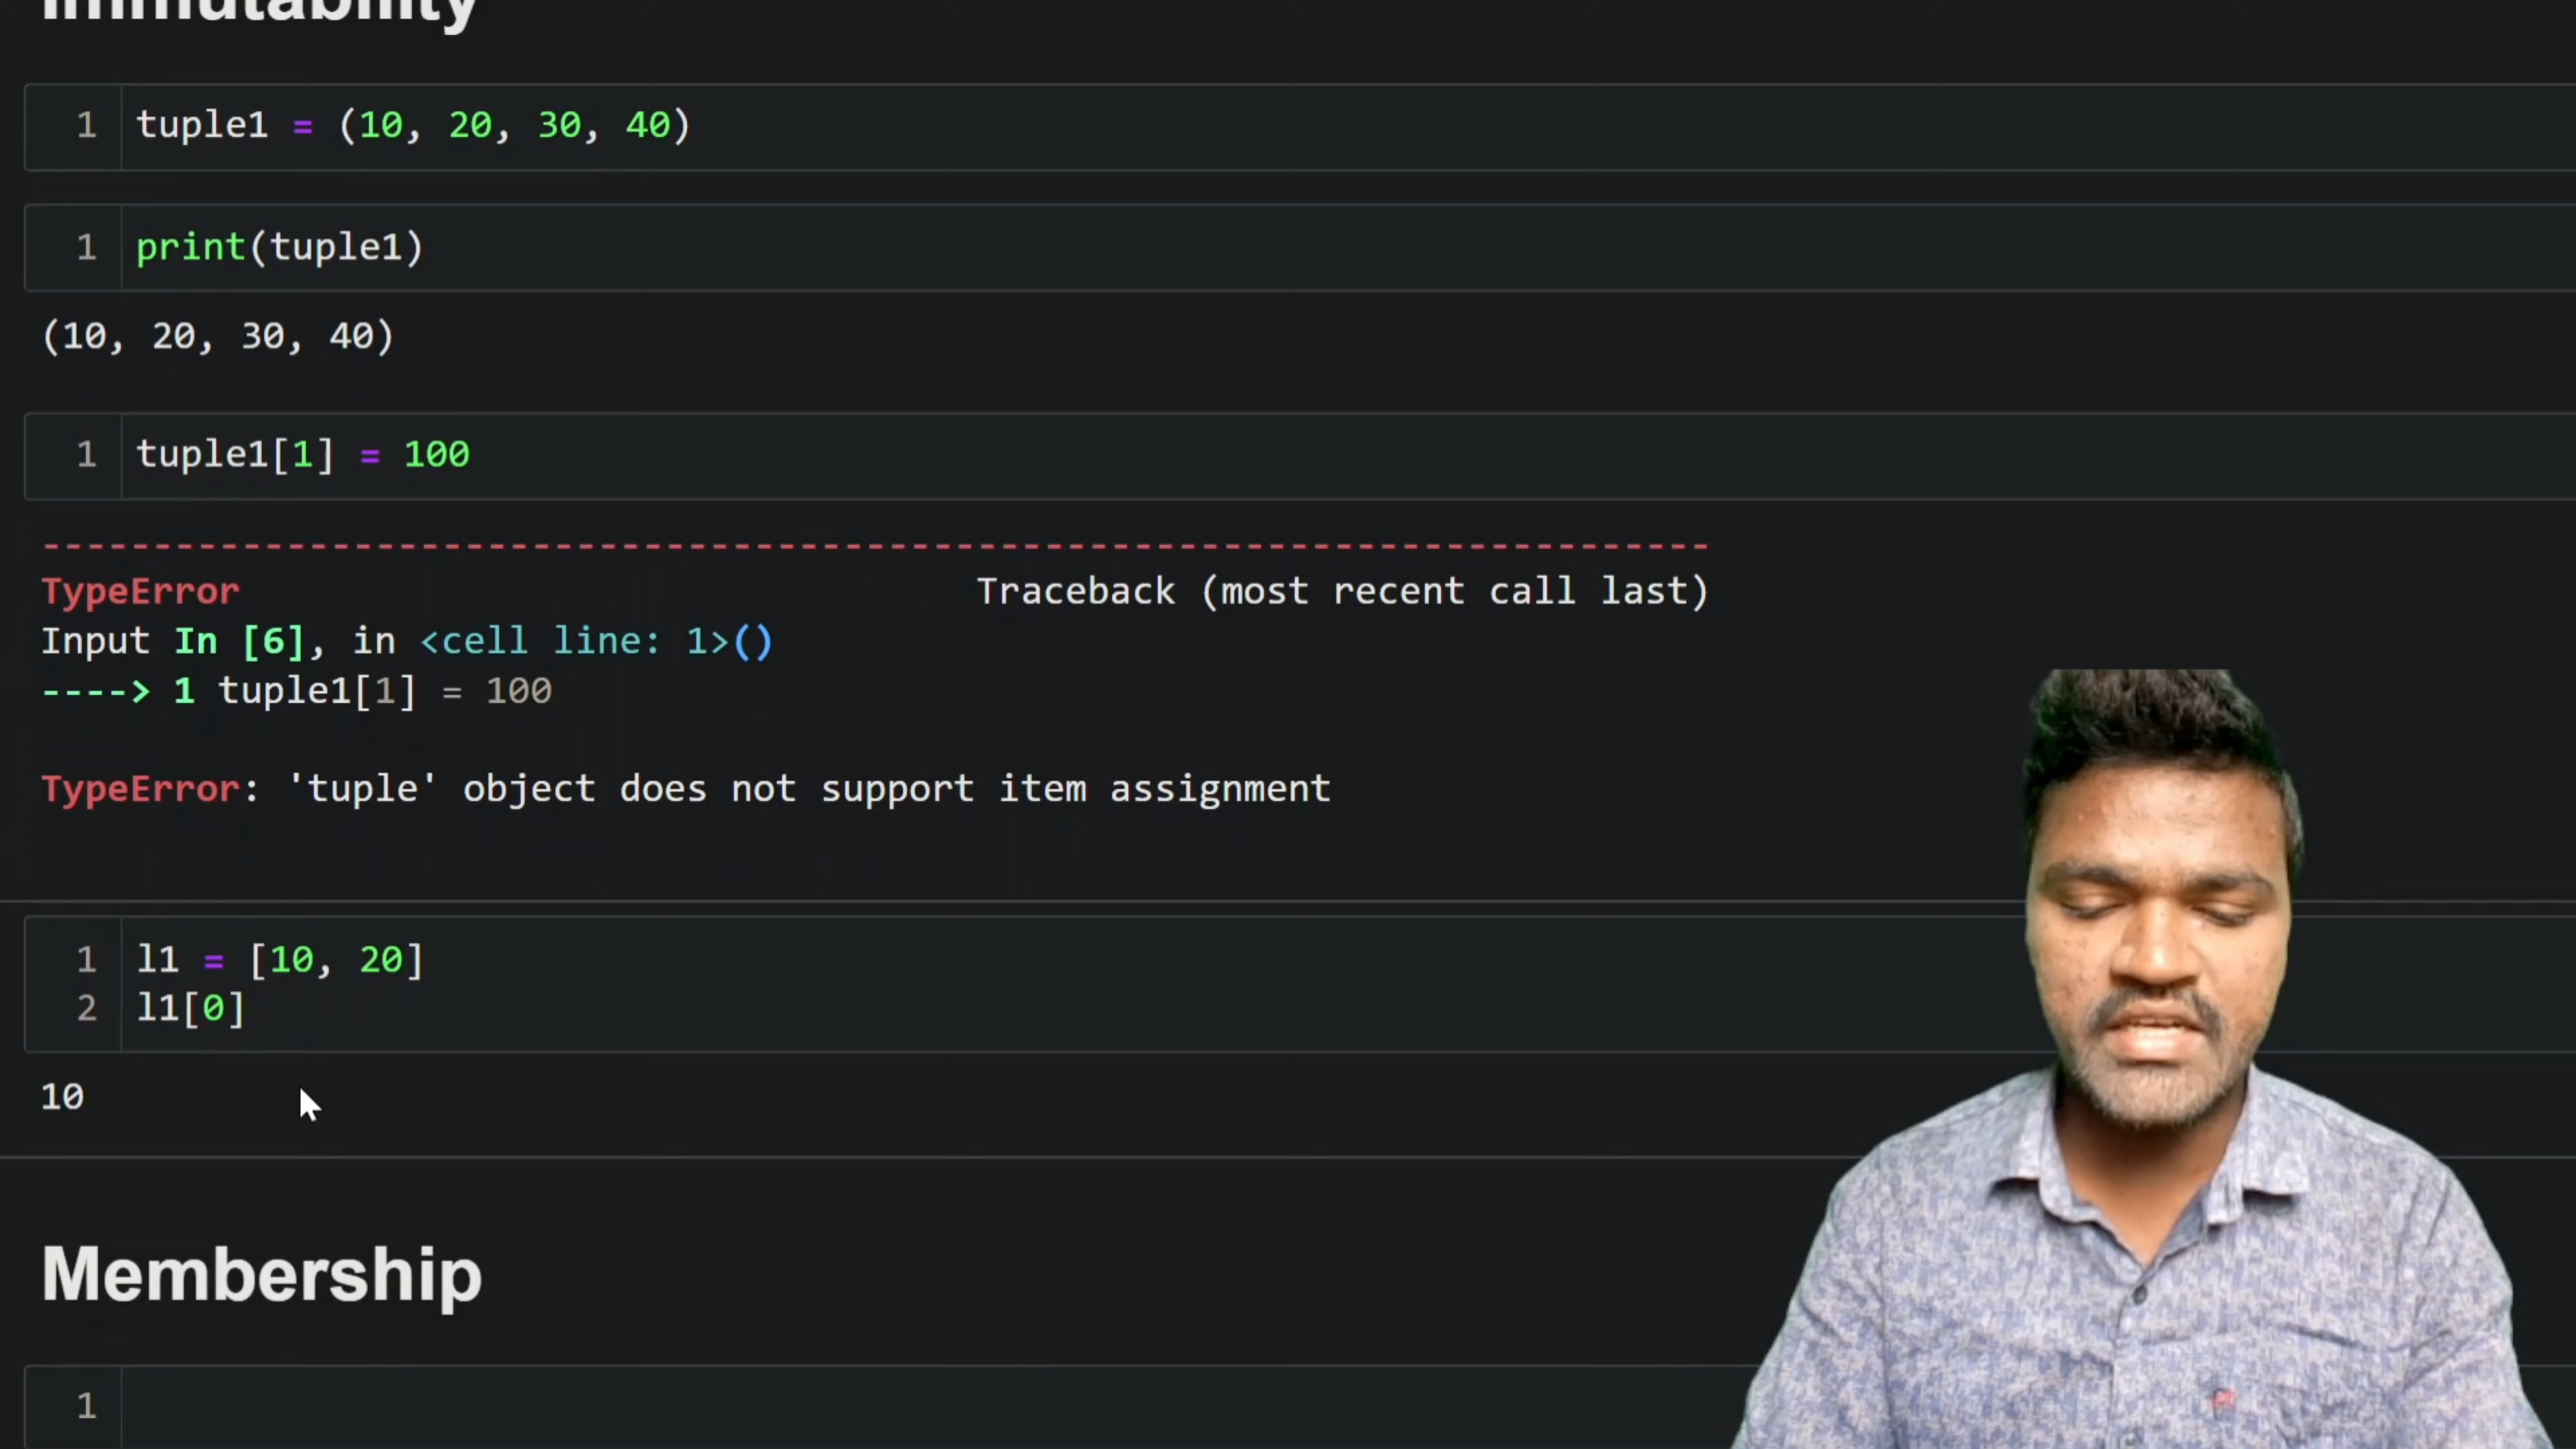 Immutability
1 tuple1 = (10, 20, 30, 40)
1 print(tuple1)
(10, 20, 30, 40)
1 tuple1[1] = 100
---------------------------------------------------------------------------
TypeError Traceback (most recent call last)
Input In [6], in <cell line: 1>()
----> 1 tuple1[1] = 100
TypeError: 'tuple' object does not support item assignment
1 l1 = [10, 20]
2 l1[0]
10
Membership
1